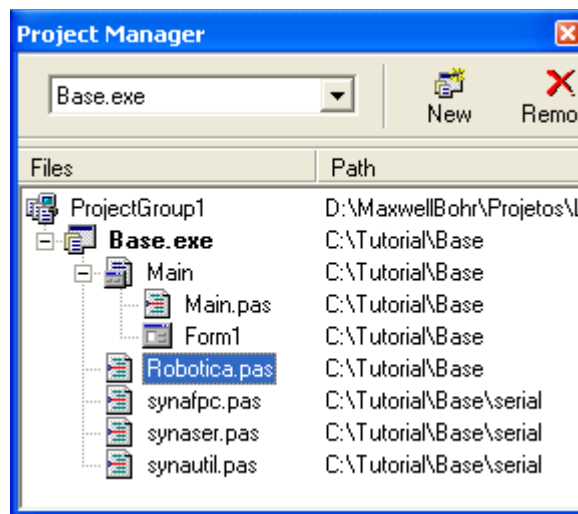 Project Manager
Base.exe
New
Remo
Files Path
ProjectGroup1 D:\MaxwellBohr\Projetos\L
Base.exe C:\Tutorial\Base
Main C:\Tutorial\Base
Main.pas C:\Tutorial\Base
Form1 C:\Tutorial\Base
Robotica.pas C:\Tutorial\Base
synafpc.pas C:\Tutorial\Base\serial
synaser.pas C:\Tutorial\Base\serial
synautil.pas C:\Tutorial\Base\serial